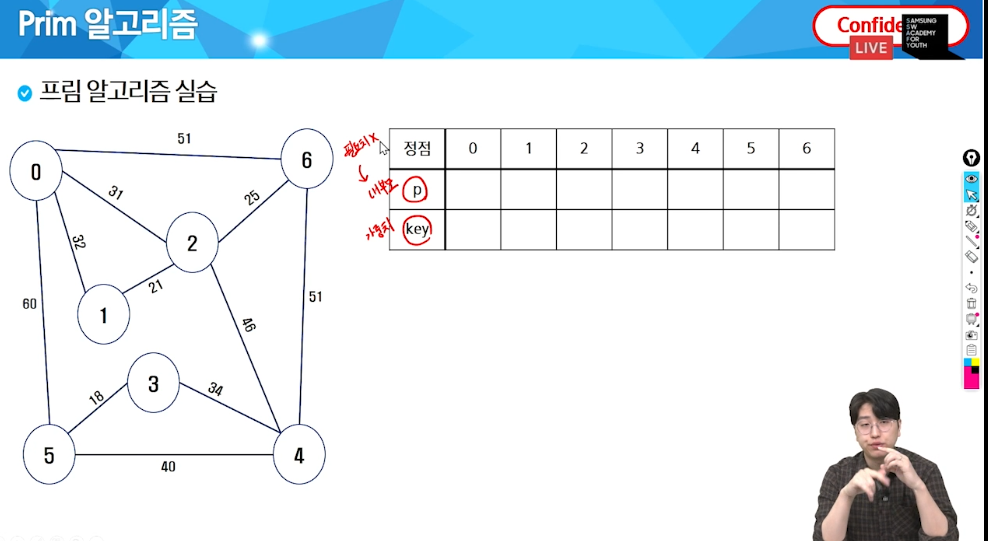 Prim 알고리즘
Confide
LIVE
SAMSUNG
SW
ACADEMY
FOR
YOUTH
프림 알고리즘 실습
51
0
6
31
25
32
2
21
1
60
46
51
3
18
34
5
4
40
필요치 X
정점 0 1 2 3 4 5 6
내부모 p
가중치 key